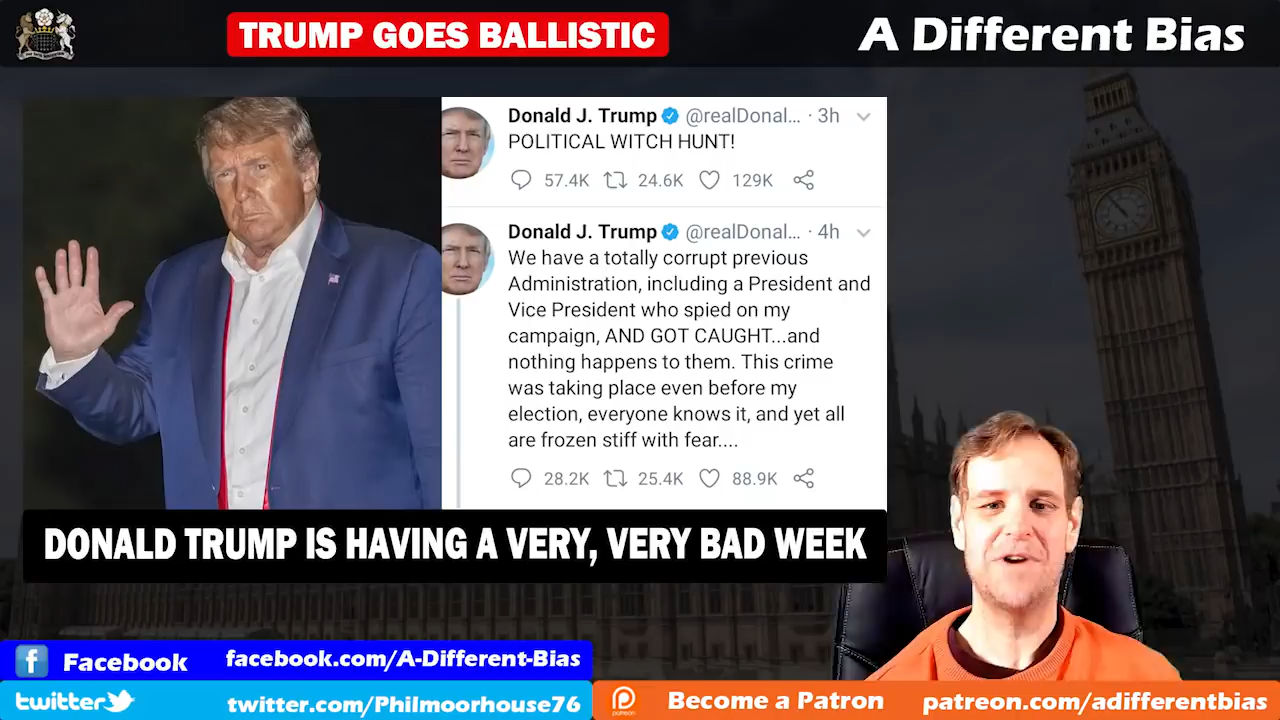 TRUMP GOES BALLISTIC
A Different Bias
Donald J. Trump @realDonal... · 3h
POLITICAL WITCH HUNT!
57.4K 24.6K 129K
Donald J. Trump @realDonal... · 4h
We have a totally corrupt previous
Administration, including a President and
Vice President who spied on my
campaign, AND GOT CAUGHT...and
nothing happens to them. This crime
was taking place even before my
election, everyone knows it, and yet all
are frozen stiff with fear....
28.2K 25.4K 88.9K
DONALD TRUMP IS HAVING A VERY, VERY BAD WEEK
f Facebook facebook.com/A-Different-Bias
twitter twitter.com/Philmoorhouse76
patreon Become a Patron patreon.com/adifferentbias